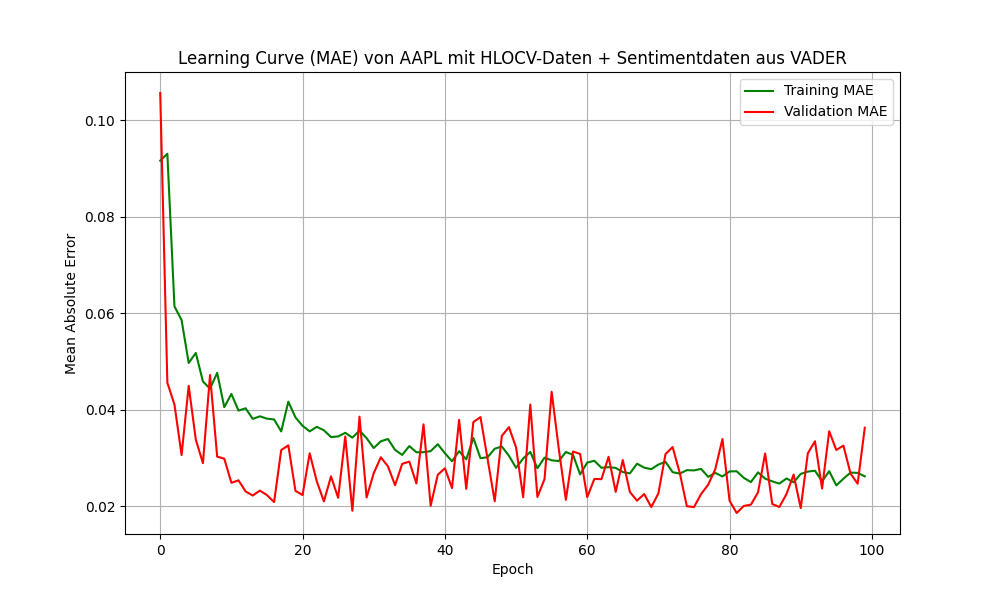 Learning Curve (MAE) von AAPL mit HLOCV-Daten + Sentimentdaten aus VADER
Training MAE
Validation MAE
0.10
0.08
0.06
0.04
0.02
Mean Absolute Error
0 20 40 60 80 100
Epoch